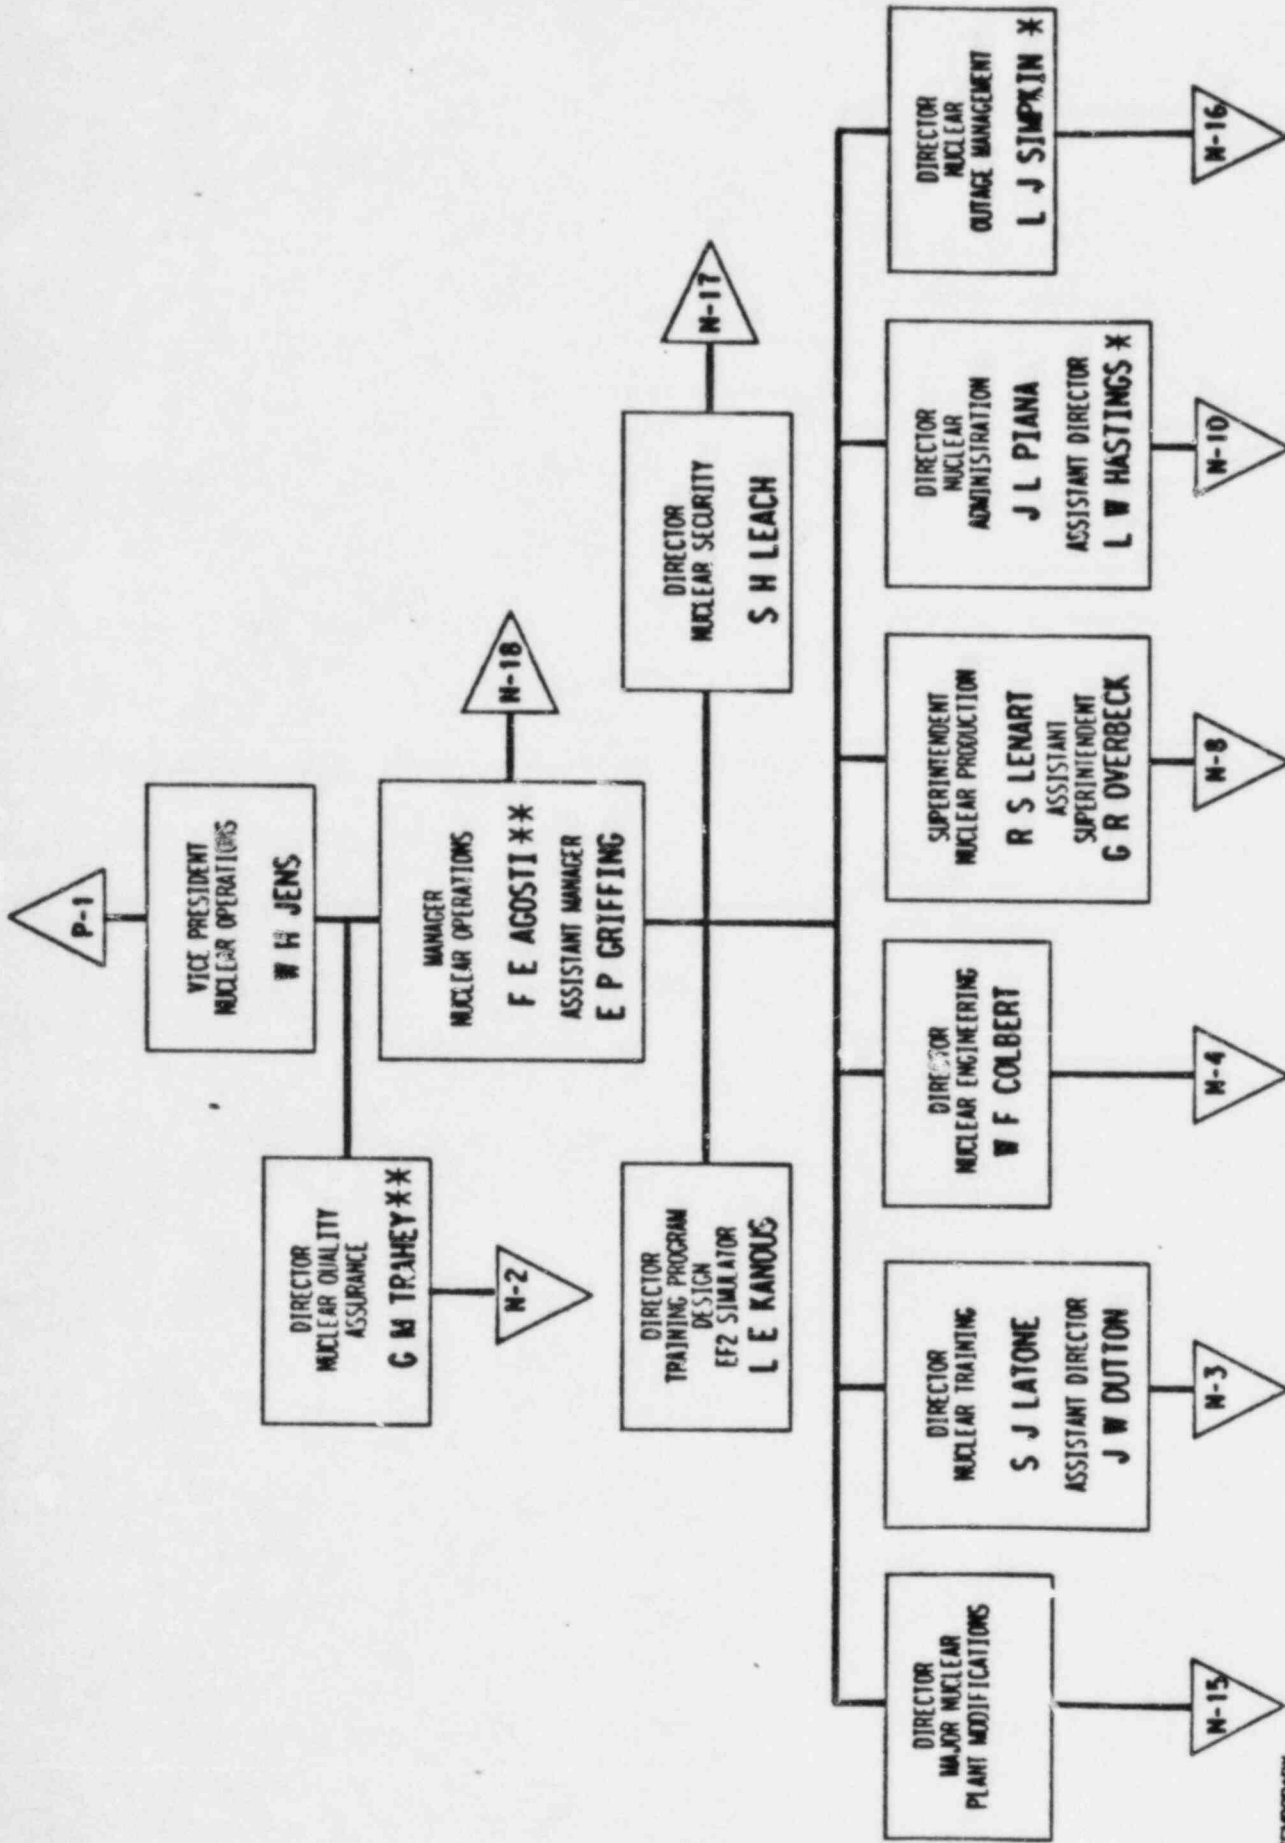 P-1
VICE PRESIDENT
NUCLEAR OPERATIONS
W H JENS
DIRECTOR
NUCLEAR QUALITY
ASSURANCE
G M TRAHEY**
N-2
MANAGER
NUCLEAR OPERATIONS
F E AGOSTI**
ASSISTANT MANAGER
E P GRIFFING
N-18
DIRECTOR
TRAINING PROGRAM
DESIGN
EF2 SIMULATOR
L E KANOUS
DIRECTOR
NUCLEAR SECURITY
S H LEACH
N-17
DIRECTOR
MAJOR NUCLEAR
PLANT MODIFICATIONS
N-15
DIRECTOR
NUCLEAR TRAINING
S J LATONE
ASSISTANT DIRECTOR
J W DUTTON
N-3
DIRECTOR
NUCLEAR ENGINEERING
W F COLBERT
N-4
SUPERINTENDENT
NUCLEAR PRODUCTION
R S LENART
ASSISTANT
SUPERINTENDENT
G R OVERBECK
N-8
DIRECTOR
NUCLEAR
ADMINISTRATION
J L PIANA
ASSISTANT DIRECTOR
L W HASTINGS*
N-10
DIRECTOR
NUCLEAR
OUTAGE MANAGEMENT
L J SIMPKIN *
N-16